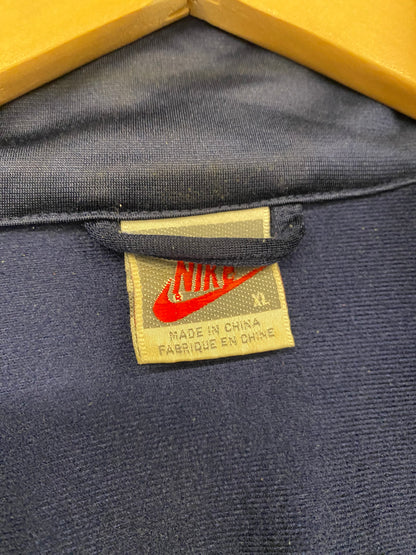 NIKE
®
XL
MADE IN CHINA
FABRIQUE EN CHINE